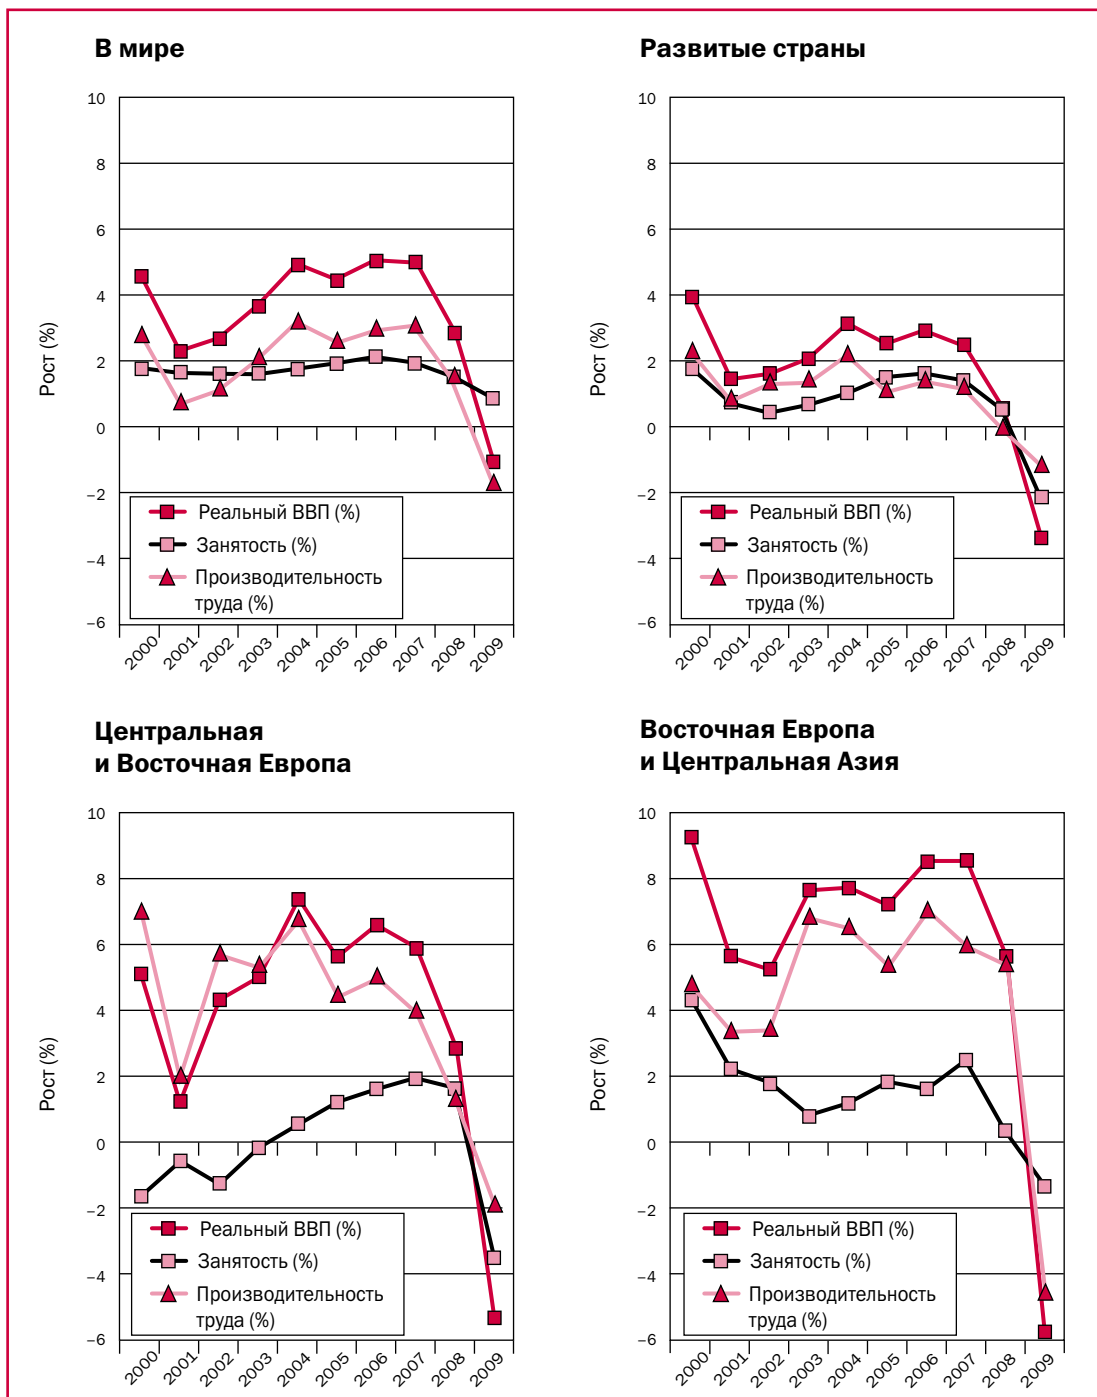 В мире
10
8
6
4
2
0
–2
–4
–6
Рост (%)
Реальный ВВП (%)
Занятость (%)
Производительность
труда (%)
2000
2001
2002
2003
2004
2005
2006
2007
2008
2009
Развитые страны
10
8
6
4
2
0
–2
–4
–6
Рост (%)
Реальный ВВП (%)
Занятость (%)
Производительность
труда (%)
2000
2001
2002
2003
2004
2005
2006
2007
2008
2009
Центральная
и Восточная Европа
10
8
6
4
2
0
–2
–4
–6
Рост (%)
Реальный ВВП (%)
Занятость (%)
Производительность
труда (%)
2000
2001
2002
2003
2004
2005
2006
2007
2008
2009
Восточная Европа
и Центральная Азия
10
8
6
4
2
0
–2
–4
–6
Рост (%)
Реальный ВВП (%)
Занятость (%)
Производительность
труда (%)
2000
2001
2002
2003
2004
2005
2006
2007
2008
2009